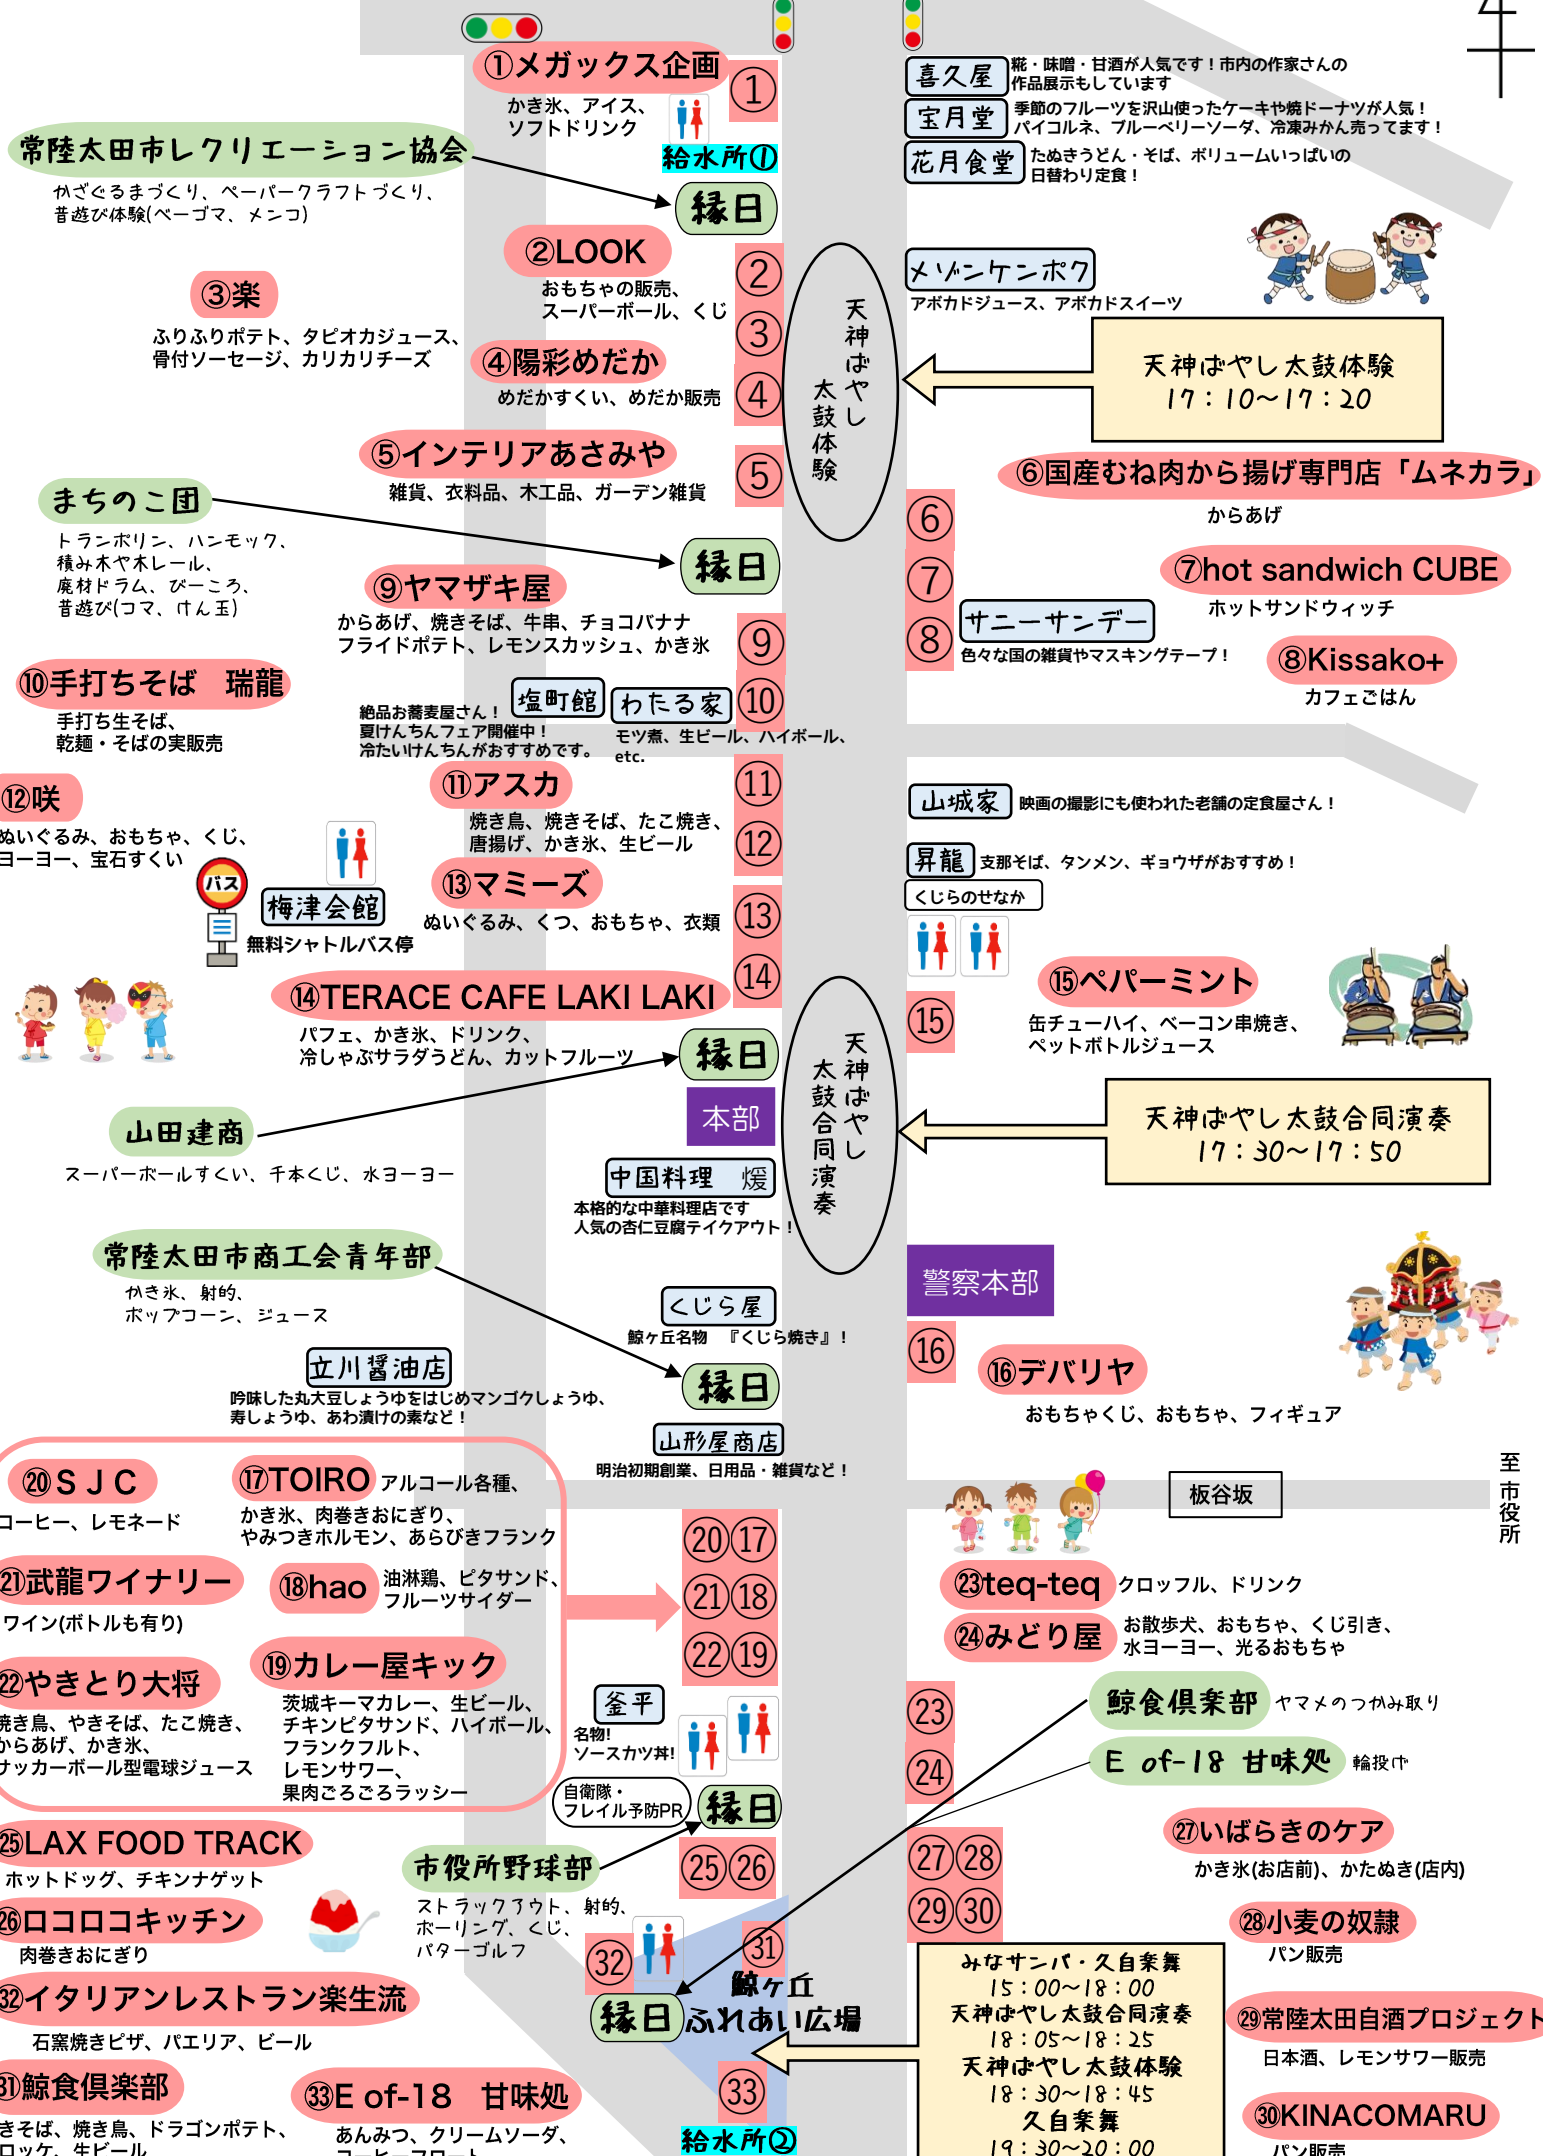 ①メガックス企画
かき氷、アイス、
ソフトドリンク
①
給水所①
喜久屋
糀・味噌・甘酒が人気です！市内の作家さんの
作品展示もしています
宝月堂
季節のフルーツを沢山使ったケーキや焼ドーナツが人気！
パイコルネ、ブルーベリーソーダ、冷凍みかん売ってます！
花月食堂
たぬきうどん・そば、ボリュームいっぱいの
日替わり定食！
常陸太田市レクリエーション協会
かざぐるまづくり、ペーパークラフトづくり、
昔遊び体験(ベーゴマ、メンコ)
縁日
②LOOK
おもちゃの販売、
スーパーボール、くじ
②
③
④
③楽
ふりふりポテト、タピオカジュース、
骨付ソーセージ、カリカリチーズ
④陽彩めだか
めだかすくい、めだか販売
天神ばやし
太鼓体験
メゾンケンポク
アボカドジュース、アボカドスイーツ
天神ばやし太鼓体験
17：10～17：20
⑤インテリアあさみや
雑貨、衣料品、木工品、ガーデン雑貨
⑤
⑥国産むね肉から揚げ専門店「ムネカラ」
からあげ
⑥
⑦
⑧
⑦hot sandwich CUBE
ホットサンドウィッチ
サニーサンデー
色々な国の雑貨やマスキングテープ！
⑧Kissako+
カフェごはん
まちのこ団
トランポリン、ハンモック、
積み木や木レール、
廃材ドラム、びーころ、
昔遊び(コマ、けん玉)
縁日
⑨ヤマザキ屋
からあげ、焼きそば、牛串、チョコバナナ
フライドポテト、レモンスカッシュ、かき氷
⑨
⑩
⑩手打ちそば　瑞龍
手打ち生そば、
乾麺・そばの実販売
塩町館
絶品お蕎麦屋さん！
夏けんちんフェア開催中！
冷たいけんちんがおすすめです。
わたる家
モツ煮、生ビール、ハイボール、
etc.
⑪アスカ
焼き鳥、焼きそば、たこ焼き、
唐揚げ、かき氷、生ビール
⑪
⑫
⑫咲
ぬいぐるみ、おもちゃ、くじ、
ヨーヨー、宝石すくい
山城家
映画の撮影にも使われた老舗の定食屋さん！
昇龍
支那そば、タンメン、ギョウザがおすすめ！
くじらのせなか
バス
梅津会館
無料シャトルバス停
⑬マミーズ
ぬいぐるみ、くつ、おもちゃ、衣類
⑬
⑭
⑭TERACE CAFE LAKI LAKI
パフェ、かき氷、ドリンク、
冷しゃぶサラダうどん、カットフルーツ
⑮
⑮ペパーミント
缶チューハイ、ベーコン串焼き、
ペットボトルジュース
縁日
本部
天神ばやし
太鼓合同演奏
天神ばやし太鼓合同演奏
17：30～17：50
山田建商
スーパーボールすくい、千本くじ、水ヨーヨー
中国料理　煖
本格的な中華料理店です
人気の杏仁豆腐テイクアウト！
常陸太田市商工会青年部
かき氷、射的、
ポップコーン、ジュース
警察本部
くじら屋
鯨ヶ丘名物　『くじら焼き』！
⑯
⑯デバリヤ
おもちゃくじ、おもちゃ、フィギュア
立川醤油店
吟味した丸大豆しょうゆをはじめマンゴクしょうゆ、
寿しょうゆ、あわ漬けの素など！
縁日
山形屋商店
明治初期創業、日用品・雑貨など！
至 市役所
板谷坂
⑳ＳＪＣ
コーヒー、レモネード
⑰TOIRO アルコール各種、
かき氷、肉巻きおにぎり、
やみつきホルモン、あらびきフランク
㉑武龍ワイナリー
ワイン(ボトルも有り)
⑱hao
油淋鶏、ピタサンド、
フルーツサイダー
⑳⑰
㉑⑱
㉒⑲
㉒やきとり大将
焼き鳥、やきそば、たこ焼き、
からあげ、かき氷、
サッカーボール型電球ジュース
⑲カレー屋キック
茨城キーマカレー、生ビール、
チキンピタサンド、ハイボール、
フランクフルト、
レモンサワー、
果肉ごろごろラッシー
㉓teq-teq クロッフル、ドリンク
㉔みどり屋
お散歩犬、おもちゃ、くじ引き、
水ヨーヨー、光るおもちゃ
釜平
名物!
ソースカツ丼!
㉓
㉔
鯨食倶楽部 ヤマメのつかみ取り
E of-18 甘味処 輪投げ
自衛隊・
フレイル予防PR
縁日
㉕LAX FOOD TRACK
ホットドッグ、チキンナゲット
市役所野球部
ストラックアウト、射的、
ボーリング、くじ、
パターゴルフ
㉕㉖
㉗㉘
㉙㉚
㉗いばらきのケア
かき氷(お店前)、かたぬき(店内)
㉖ロコロコキッチン
肉巻きおにぎり
㉘小麦の奴隷
パン販売
㉜
㉛
鯨ヶ丘
ふれあい広場
縁日
みなサンバ・久自楽舞
15：00～18：00
天神ばやし太鼓合同演奏
18：05～18：25
天神ばやし太鼓体験
18：30～18：45
久自楽舞
19：30～20：00
㉜イタリアンレストラン楽生流
石窯焼きピザ、パエリア、ビール
㉙常陸太田自酒プロジェクト
日本酒、レモンサワー販売
㉛鯨食倶楽部
きそば、焼き鳥、ドラゴンポテト、
ロッケ、生ビール
㉝E of-18　甘味処
あんみつ、クリームソーダ、
コーヒーフロート
㉝
給水所②
㉚KINACOMARU
パン販売